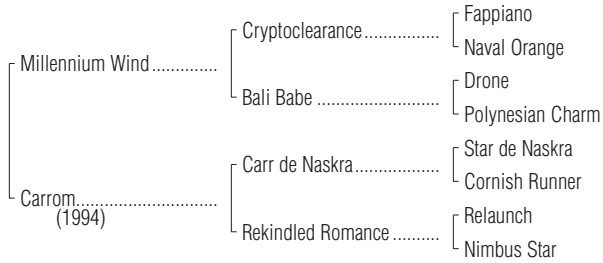 Fappiano
Cryptoclearance.................
Naval Orange
Millennium Wind..............
Drone
Bali Babe ............................
Polynesian Charm
Star de Naskra
Carr de Naskra...................
Cornish Runner
Carrom................................
(1994)
Relaunch
Rekindled Romance ..........
Nimbus Star